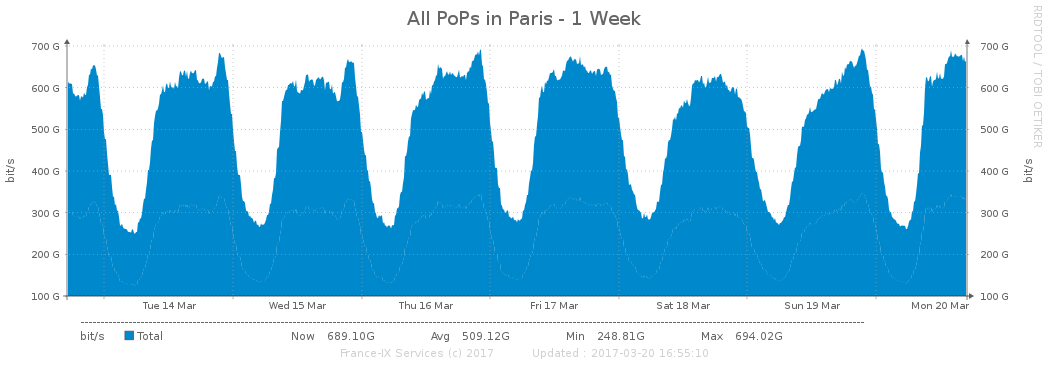 All PoPs in Paris - 1 Week
RRDTOOL / TOBI OETIKER
700 G 700 G
600 G 600 G
500 G 500 G
400 G 400 G
300 G 300 G
200 G 200 G
100 G 100 G
bit/s
bit/s
Tue 14 Mar Wed 15 Mar Thu 16 Mar Fri 17 Mar Sat 18 Mar Sun 19 Mar Mon 20 Mar
bit/s Total Now 689.10G Avg 509.12G Min 248.81G Max 694.02G
France-IX Services (c) 2017 Updated : 2017-03-20 16:55:10